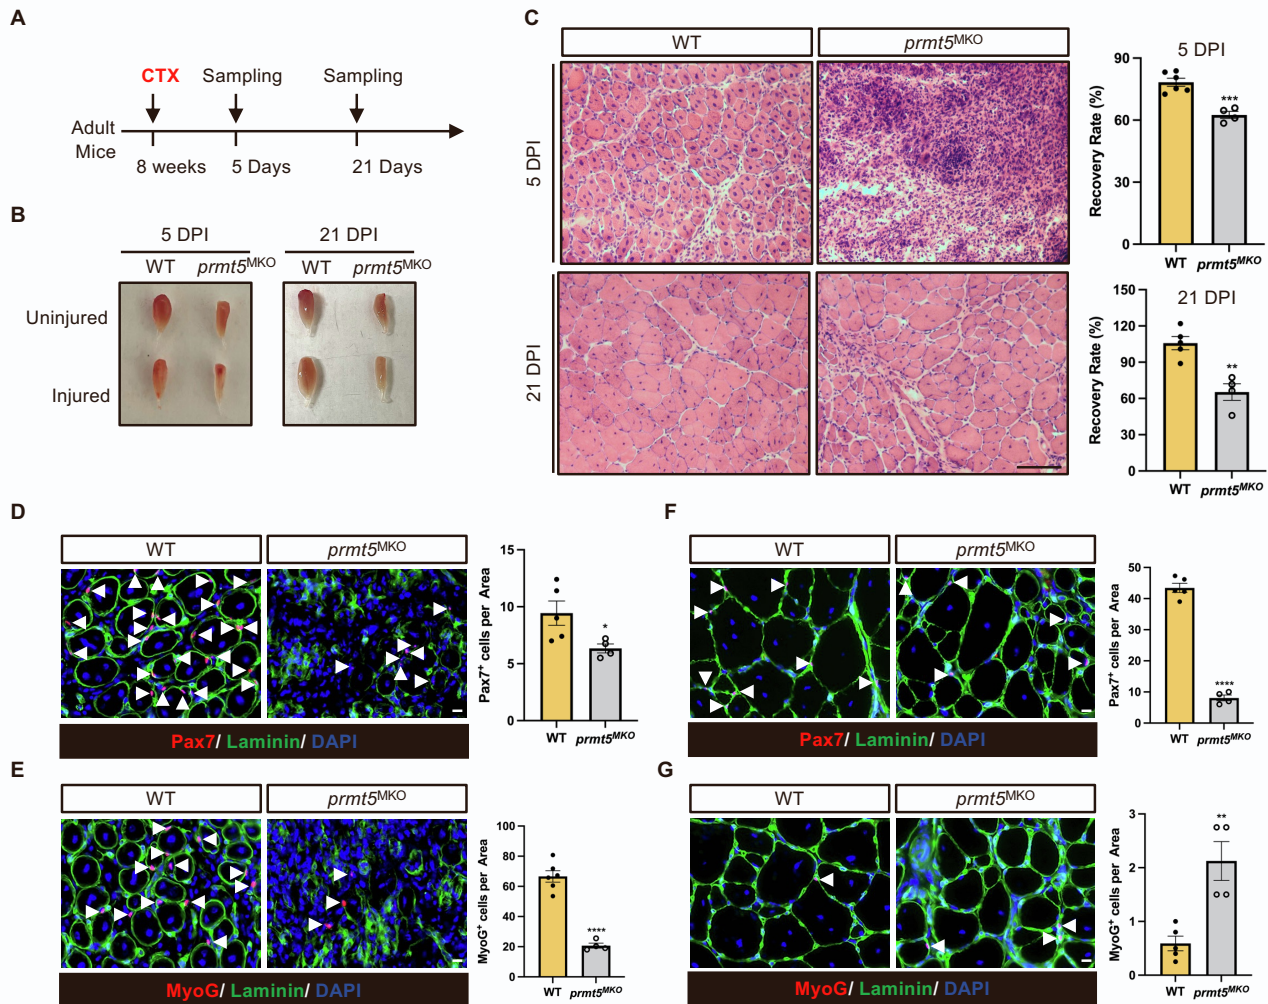 A
CTX Sampling Sampling
Adult
Mice
8 weeks 5 Days 21 Days
B
5 DPI 21 DPI
WT prmt5MKO WT prmt5MKO
Uninjured
Injured
C
WT prmt5MKO
5 DPI
21 DPI
5 DPI
Recovery Rate (%)
90
60
30
0
***
WT prmt5MKO
21 DPI
Recovery Rate (%)
150
120
90
60
30
0
**
WT prmt5MKO
D
WT prmt5MKO
Pax7/ Laminin/ DAPI
Pax7+ cells per Area
15
10
5
0
*
WT prmt5MKO
E
WT prmt5MKO
MyoG/ Laminin/ DAPI
MyoG+ cells per Area
100
80
60
40
20
0
****
WT prmt5MKO
F
WT prmt5MKO
Pax7/ Laminin/ DAPI
Pax7+ cells per Area
50
40
30
20
10
0
****
WT prmt5MKO
G
WT prmt5MKO
MyoG/ Laminin/ DAPI
MyoG+ cells per Area
3
2
1
0
**
WT prmt5MKO